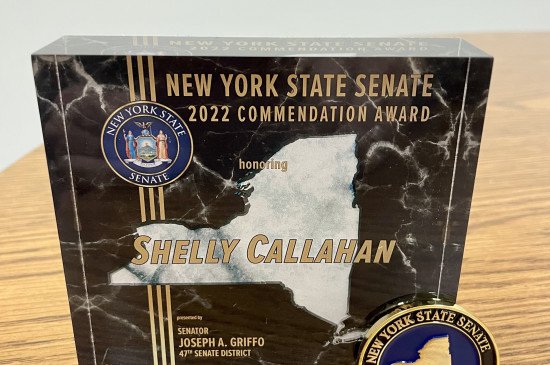 NEW YORK STATE SENATE
2022 COMMENDATION AWARD
NEW YORK STATE
SENATE
honoring
SHELLY CALLAHAN
presented by
SENATOR
JOSEPH A. GRIFFO
47TH SENATE DISTRICT
NEW YORK STATE SENATE